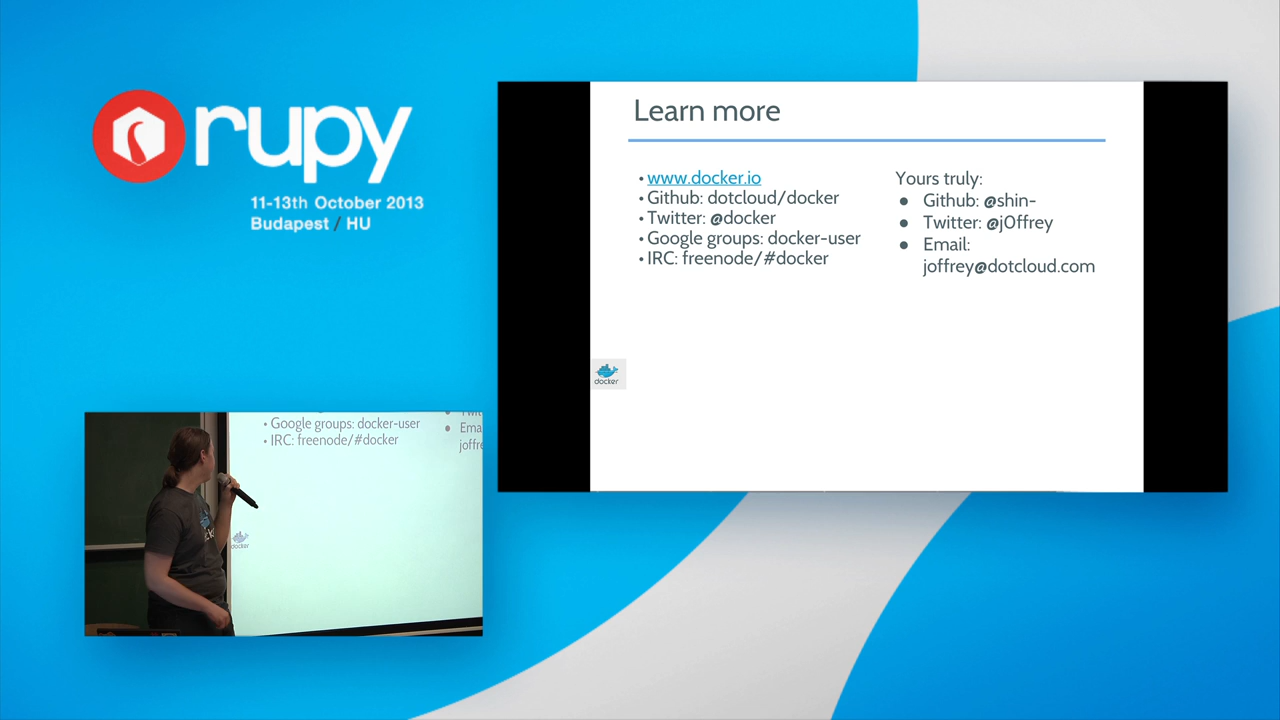 rupy
11-13th October 2013
Budapest / HU
Learn more
• www.docker.io
• Github: dotcloud/docker
• Twitter: @docker
• Google groups: docker-user
• IRC: freenode/#docker
Yours truly:
● Github: @shin-
● Twitter: @j0ffrey
● Email:
joffrey@dotcloud.com
docker
• Google groups: docker-user
• IRC: freenode/#docker
docker